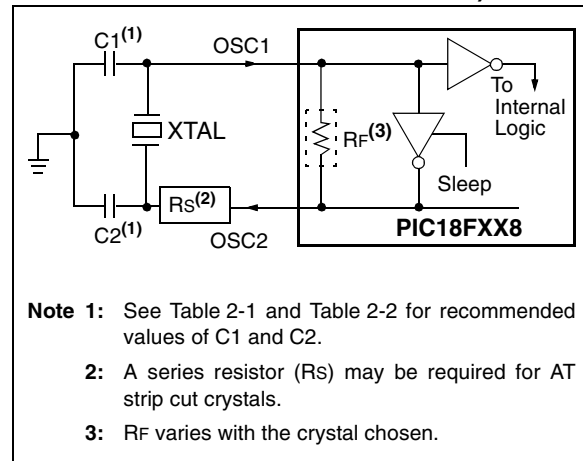 C1(1)
OSC1
To
Internal
Logic
XTAL
RF(3)
Sleep
C2(1)
RS(2)
OSC2
PIC18FXX8
Note 1: See Table 2-1 and Table 2-2 for recommended
values of C1 and C2.
2: A series resistor (RS) may be required for AT
strip cut crystals.
3: RF varies with the crystal chosen.